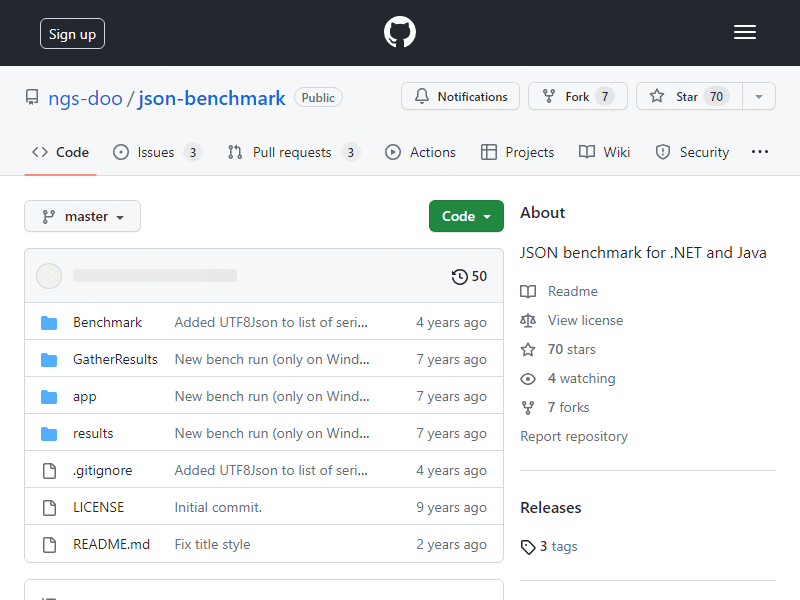 Sign up
ngs-doo / json-benchmark Public
Notifications Fork 7 Star 70
Code Issues 3 Pull requests 3 Actions Projects Wiki Security
master Code
50
Benchmark Added UTF8Json to list of seri... 4 years ago
GatherResults New bench run (only on Wind... 7 years ago
app New bench run (only on Wind... 7 years ago
results New bench run (only on Wind... 7 years ago
.gitignore Added UTF8Json to list of seri... 4 years ago
LICENSE Initial commit. 9 years ago
README.md Fix title style 2 years ago
About
JSON benchmark for .NET and Java
Readme
View license
70 stars
4 watching
7 forks
Report repository
Releases
3 tags